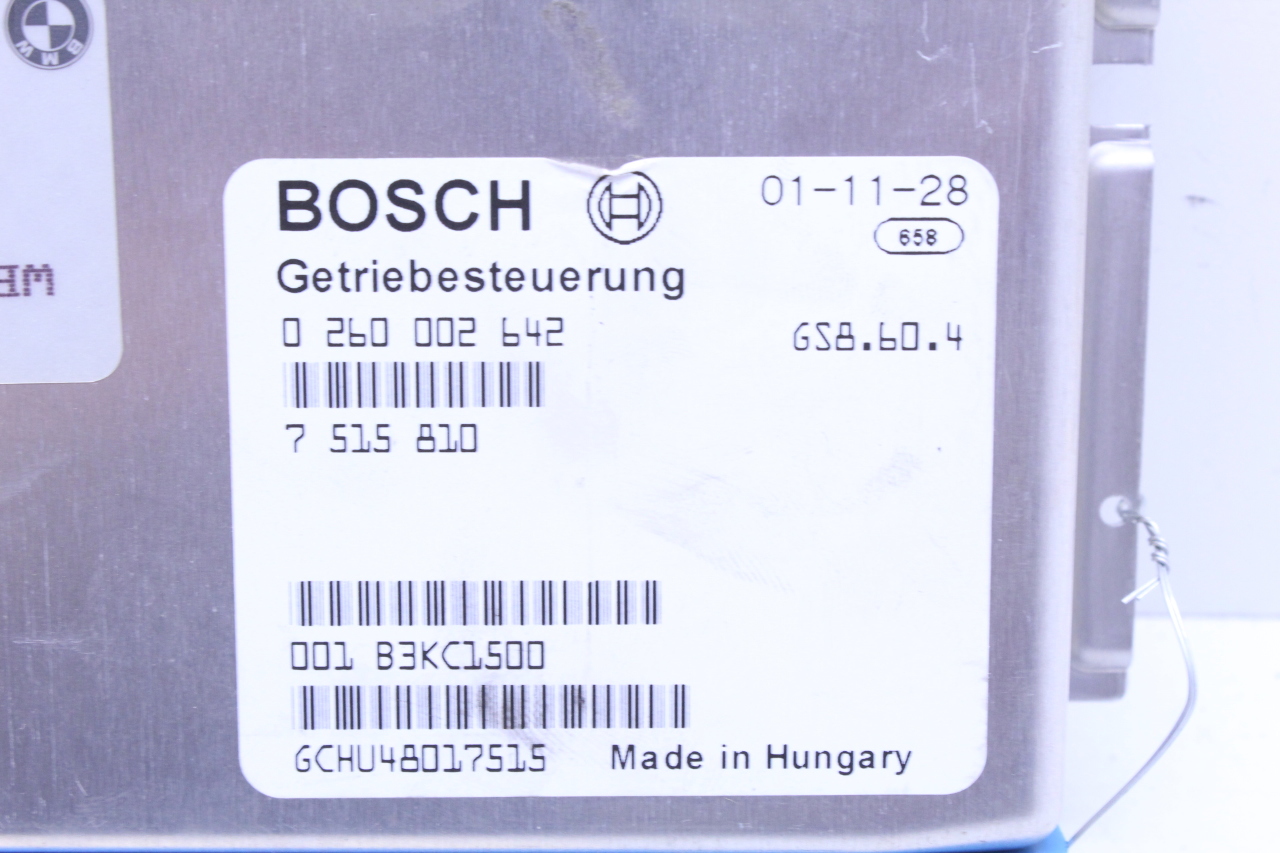 BMW
BOSCH 01-11-28
658
Getriebesteuerung
0 260 002 642 GS8.60.4
7 515 810
001 B3KC1500
GCHU48017515 Made in Hungary